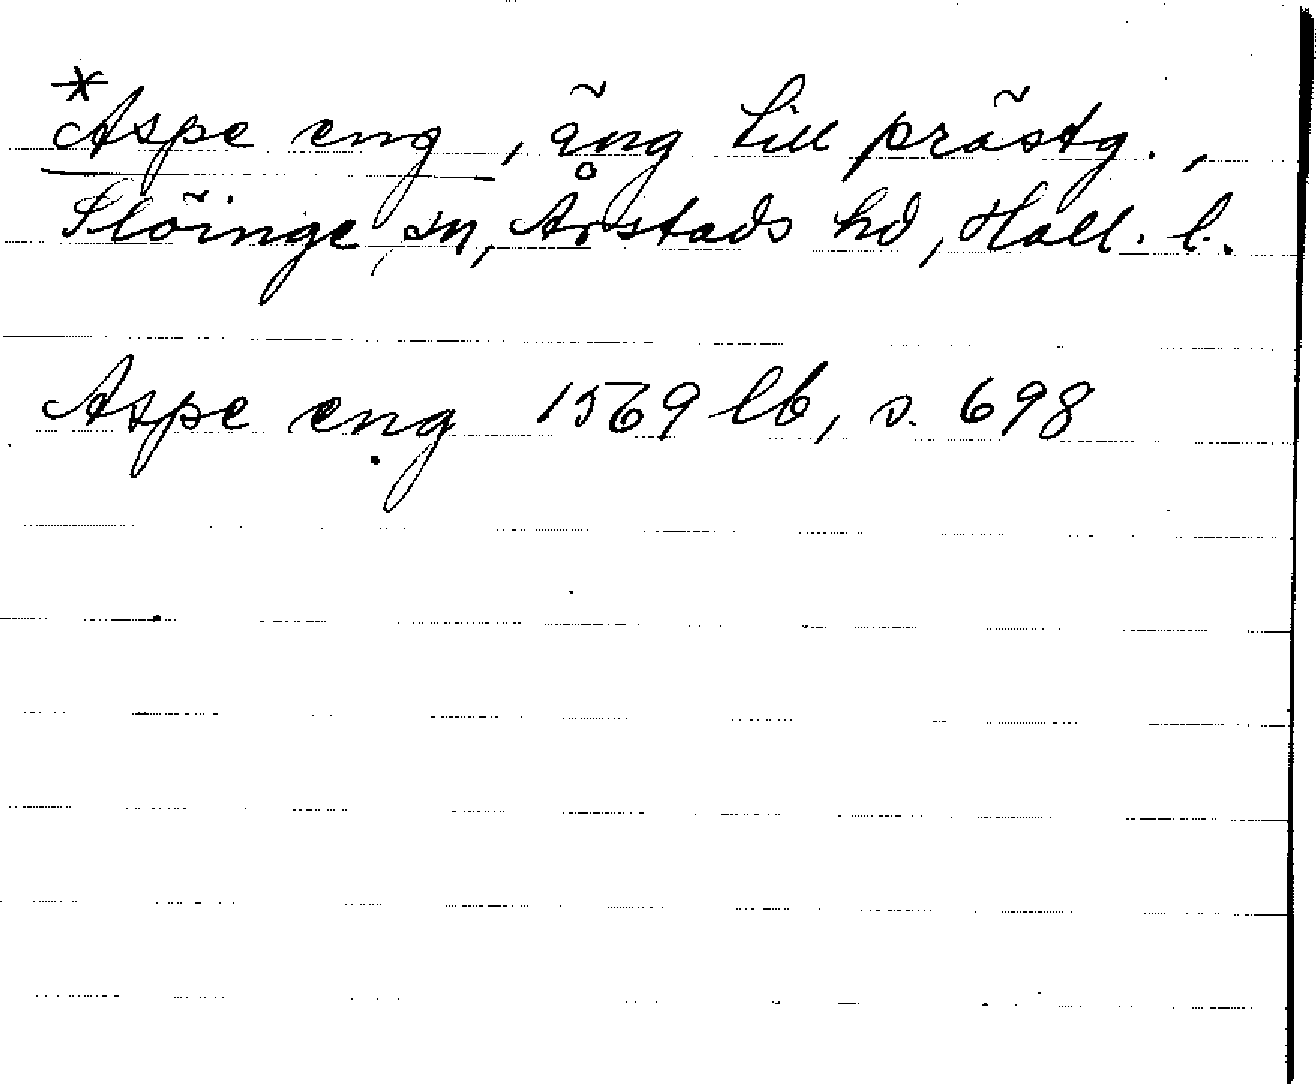 *Aspe eng, äng till prästg.,
Slöinge sn, Årstads hd, Hall. l.
Aspe eng 1569 lb, s. 698